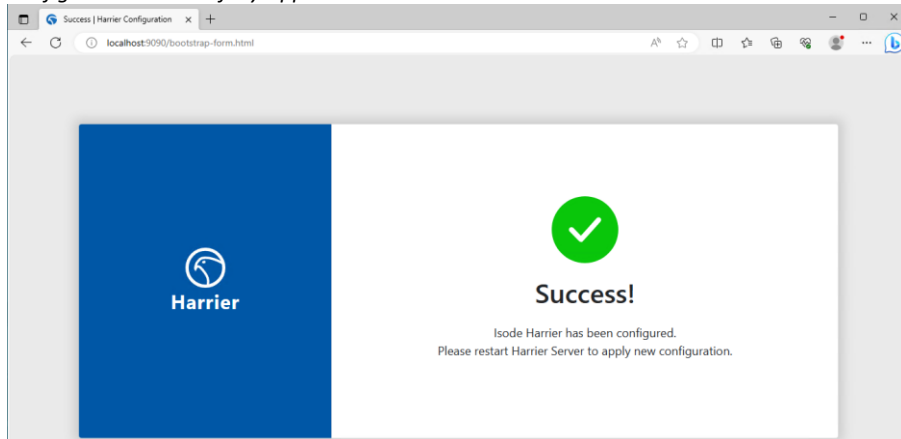 Success | Harrier Configuration
localhost:9090/bootstrap-form.html
Harrier
Success!
Isode Harrier has been configured.
Please restart Harrier Server to apply new configuration.